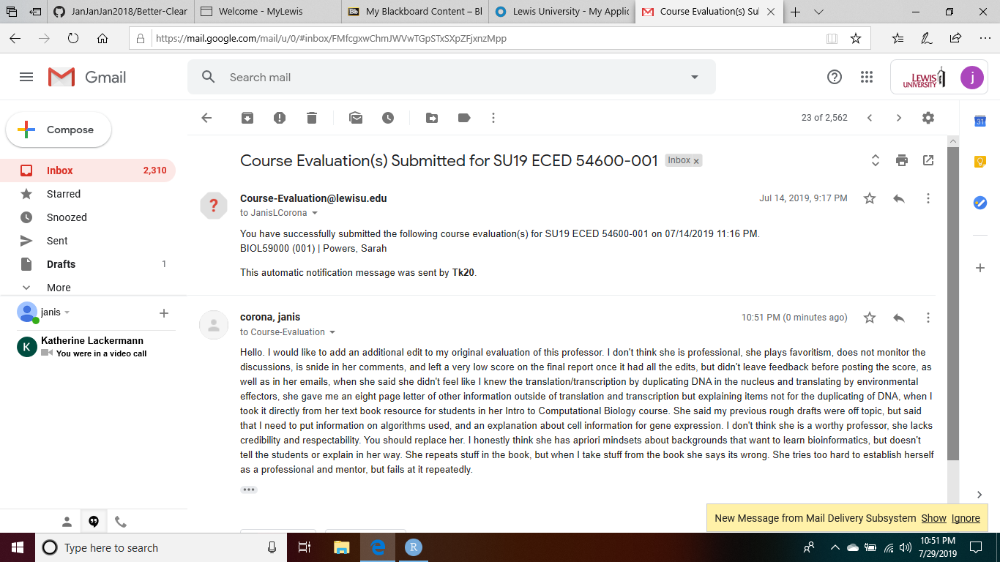 JanJanJan2018/Better-Clear
Welcome - MyLewis
Bb My Blackboard Content – Bl
Lewis University - My Applic
Course Evaluation(s) Su
https://mail.google.com/mail/u/0/#inbox/FMfcgxwChmJWVwTGpSTxSXpZFjxnzMpp
Gmail
Search mail
LEWIS UNIVERSITY
j
Compose
23 of 2,562
31
Inbox 2,310
Starred
Snoozed
Sent
Drafts 1
More
janis
K
Katherine Lackermann
You were in a video call
Course Evaluation(s) Submitted for SU19 ECED 54600-001 Inbox x
?
Course-Evaluation@lewisu.edu Jul 14, 2019, 9:17 PM
to JanisLCorona
You have successfully submitted the following course evaluation(s) for SU19 ECED 54600-001 on 07/14/2019 11:16 PM.
BIOL59000 (001) | Powers, Sarah
This automatic notification message was sent by Tk20.
corona, janis 10:51 PM (0 minutes ago)
to Course-Evaluation
Hello. I would like to add an additional edit to my original evaluation of this professor. I don't think she is professional, she plays favoritism, does not monitor the
discussions, is snide in her comments, and left a very low score on the final report once it had all the edits, but didn't leave feedback before posting the score, as
well as in her emails, when she said she didn't feel like I knew the translation/transcription by duplicating DNA in the nucleus and translating by environmental
effectors, she gave me an eight page letter of other information outside of translation and transcription but explaining items not for the duplicating of DNA, when I
took it directly from her text book resource for students in her Intro to Computational Biology course. She said my previous rough drafts were off topic, but said
that I need to put information on algorithms used, and an explanation about cell information for gene expression. I don't think she is a worthy professor, she lacks
credibility and respectability. You should replace her. I honestly think she has apriori mindsets about backgrounds that want to learn bioinformatics, but doesn't
tell the students or explain in her way. She repeats stuff in the book, but when I take stuff from the book she says its wrong. She tries too hard to establish herself
as a professional and mentor, but fails at it repeatedly.
New Message from Mail Delivery Subsystem Show Ignore
Type here to search
R
10:51 PM
7/29/2019